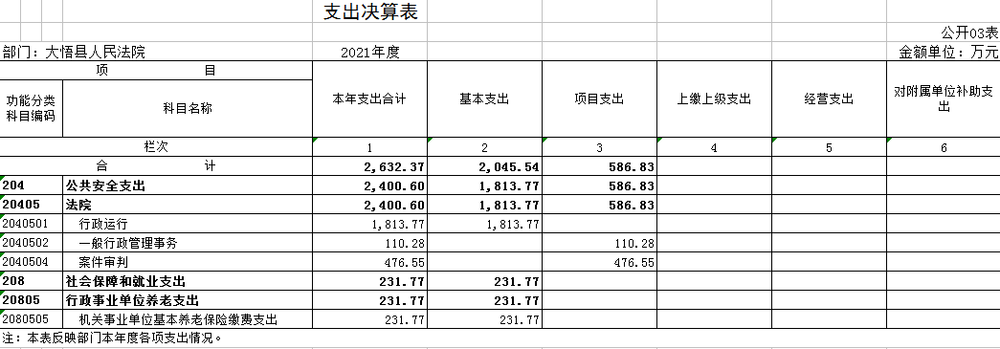 支出决算表
公开03表
部门：大悟县人民法院 2021年度 金额单位：万元
项 目 本年支出合计 基本支出 项目支出 上缴上级支出 经营支出 对附属单位补助支出
功能分类科目编码 科目名称
栏次 1 2 3 4 5 6
合 计 2,632.37 2,045.54 586.83
204 公共安全支出 2,400.60 1,813.77 586.83
20405 法院 2,400.60 1,813.77 586.83
2040501 行政运行 1,813.77 1,813.77
2040502 一般行政管理事务 110.28 110.28
2040504 案件审判 476.55 476.55
208 社会保障和就业支出 231.77 231.77
20805 行政事业单位养老支出 231.77 231.77
2080505 机关事业单位基本养老保险缴费支出 231.77 231.77
注：本表反映部门本年度各项支出情况。